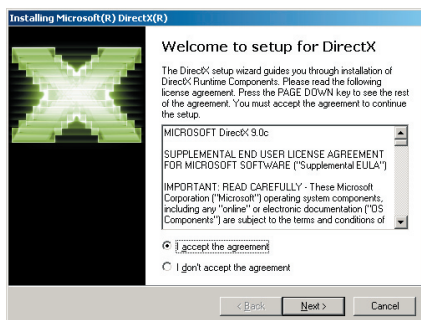 Installing Microsoft(R) DirectX(R)
Welcome to setup for DirectX
The DirectX setup wizard guides you through installation of
DirectX Runtime Components. Please read the following
license agreement. Press the PAGE DOWN key to see the rest
of the agreement. You must accept the agreement to continue
the setup.
MICROSOFT DirectX 9.0c
SUPPLEMENTAL END USER LICENSE AGREEMENT
FOR MICROSOFT SOFTWARE ("Supplemental EULA")
IMPORTANT: READ CAREFULLY - These Microsoft
Corporation ("Microsoft") operating system components,
including any "online" or electronic documentation ("OS
Components") are subject to the terms and conditions of
I accept the agreement
I don't accept the agreement
< Back
Next >
Cancel